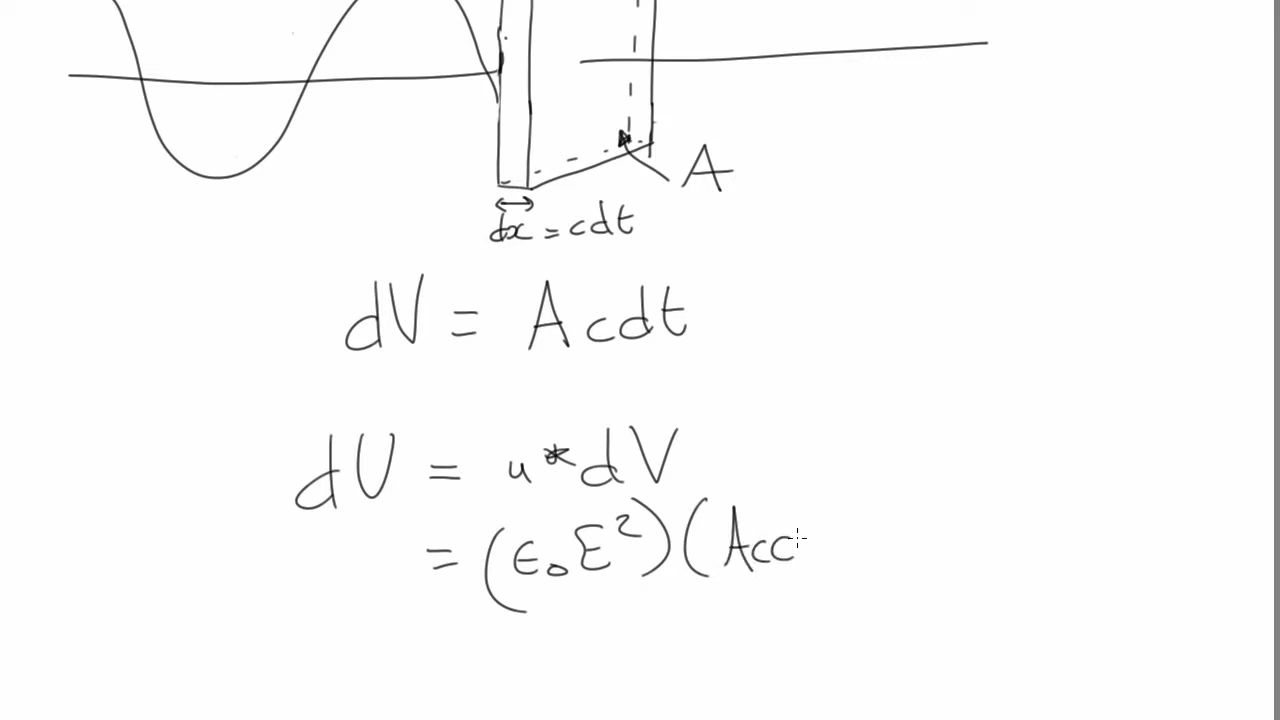 A
dx = cdt
dV = Acdt
dU = u*dV
= (ϵ₀E²)(Acc